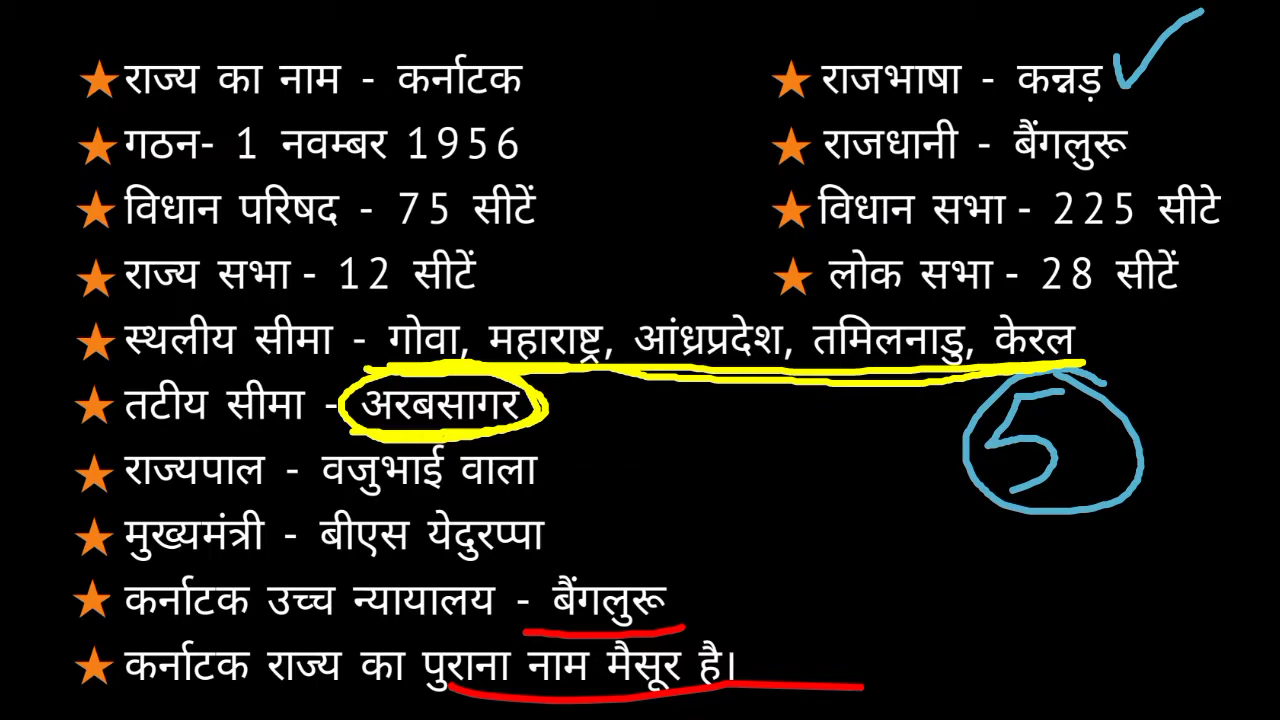 राज्य का नाम - कर्नाटक
राजभाषा - कन्नड़
गठन- 1 नवम्बर 1956
राजधानी - बैंगलुरू
विधान परिषद - 75 सीटें
विधान सभा - 225 सीटे
राज्य सभा - 12 सीटें
लोक सभा - 28 सीटें
स्थलीय सीमा - गोवा, महाराष्ट्र, आंध्रप्रदेश, तमिलनाडु, केरल
तटीय सीमा - अरबसागर
5
राज्यपाल - वजुभाई वाला
मुख्यमंत्री - बीएस येदुरप्पा
कर्नाटक उच्च न्यायालय - बैंगलुरू
कर्नाटक राज्य का पुराना नाम मैसूर है।